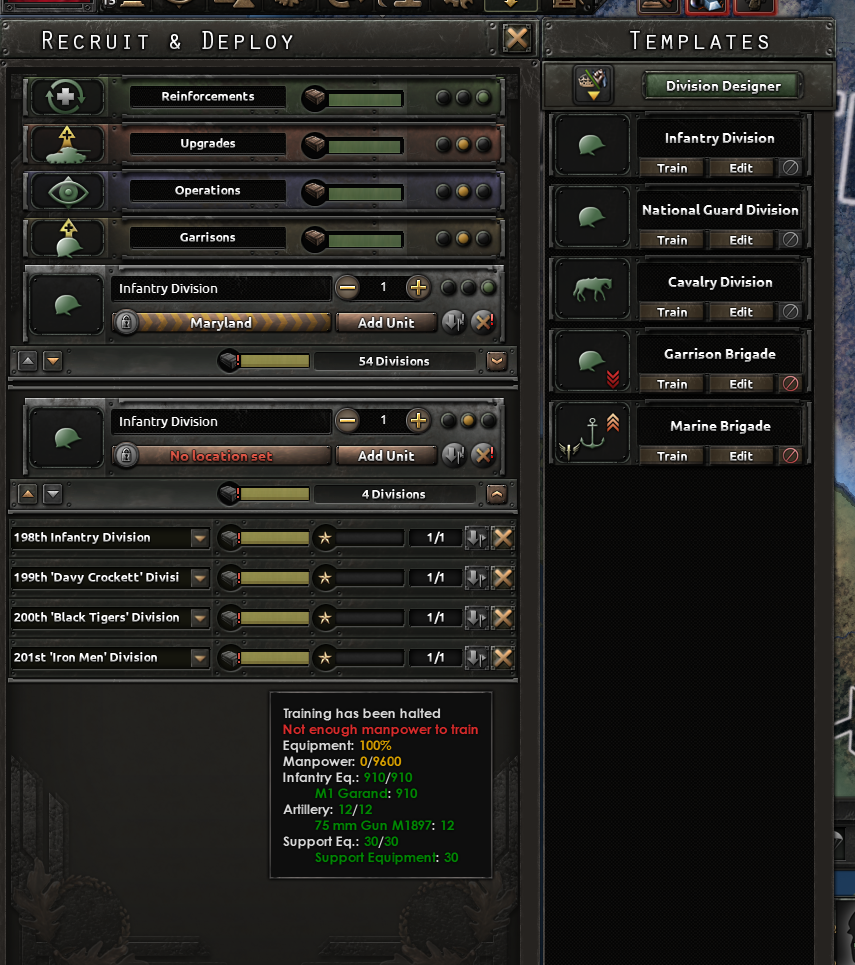 Recruit & Deploy
Reinforcements
Upgrades
Operations
Garrisons
Infantry Division
1
Maryland
Add Unit
54 Divisions
Infantry Division
1
No location set
Add Unit
4 Divisions
198th Infantry Division
1/1
199th 'Davy Crockett' Divisi
1/1
200th 'Black Tigers' Division
1/1
201st 'Iron Men' Division
1/1
Training has been halted
Not enough manpower to train
Equipment: 100%
Manpower: 0/9600
Infantry Eq.: 910/910
M1 Garand: 910
Artillery: 12/12
75 mm Gun M1897: 12
Support Eq.: 30/30
Support Equipment: 30
Templates
Division Designer
Infantry Division
Train Edit
National Guard Division
Train Edit
Cavalry Division
Train Edit
Garrison Brigade
Train Edit
Marine Brigade
Train Edit